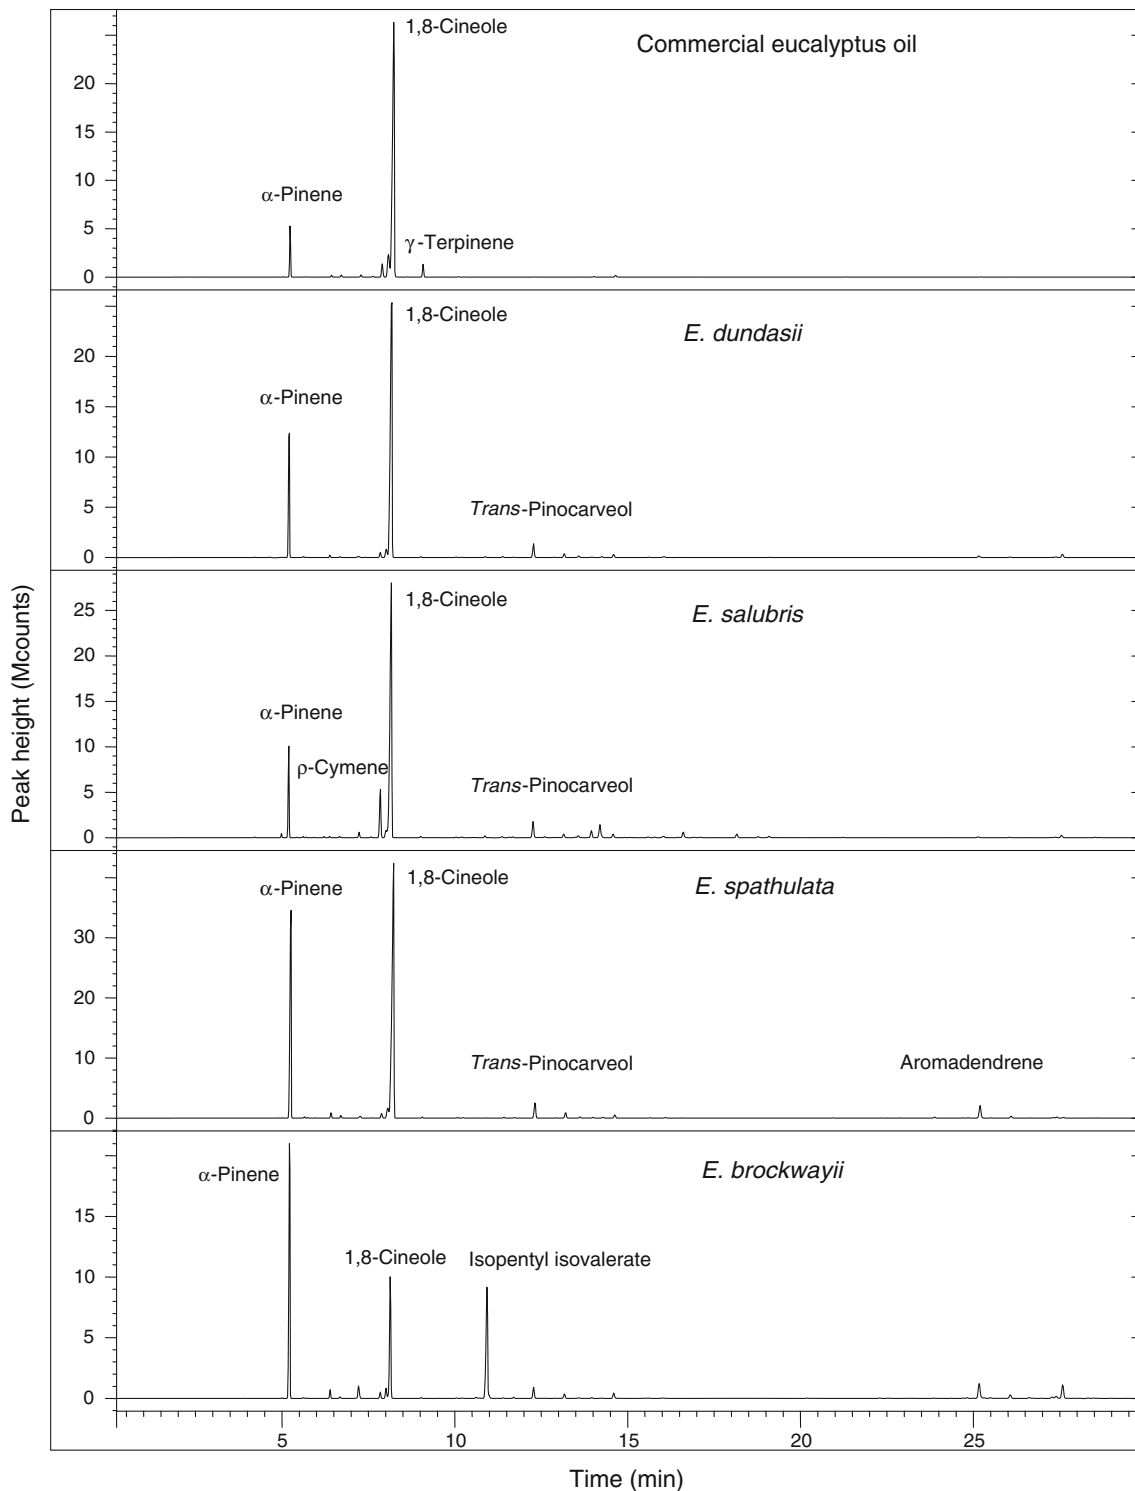 1,8-Cineole
Commercial eucalyptus oil
α-Pinene
γ-Terpinene
20
15
10
5
0
1,8-Cineole
E. dundasii
α-Pinene
Trans-Pinocarveol
20
15
10
5
0
1,8-Cineole
E. salubris
α-Pinene
ρ-Cymene
Trans-Pinocarveol
25
20
15
10
5
0
α-Pinene
1,8-Cineole
E. spathulata
Trans-Pinocarveol
Aromadendrene
30
20
10
0
α-Pinene
E. brockwayii
1,8-Cineole
Isopentyl isovalerate
15
10
5
0
Peak height (Mcounts)
5 10 15 20 25
Time (min)